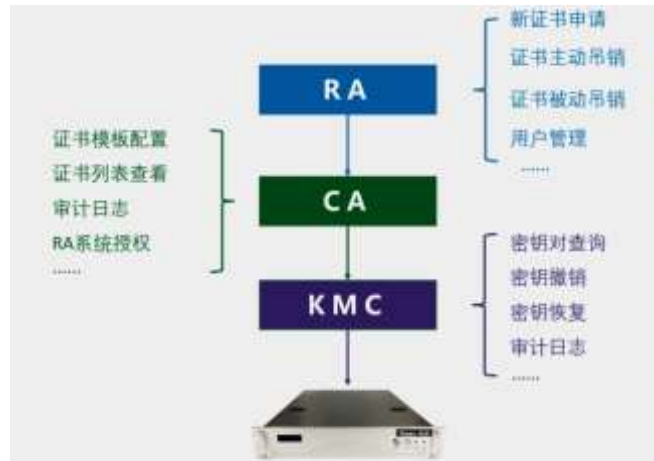 新证书申请
证书主动吊销
证书被动吊销
用户管理
......
RA
证书模板配置
证书列表查看
审计日志
RA系统授权
......
CA
密钥对查询
密钥撤销
密钥恢复
审计日志
......
KMC